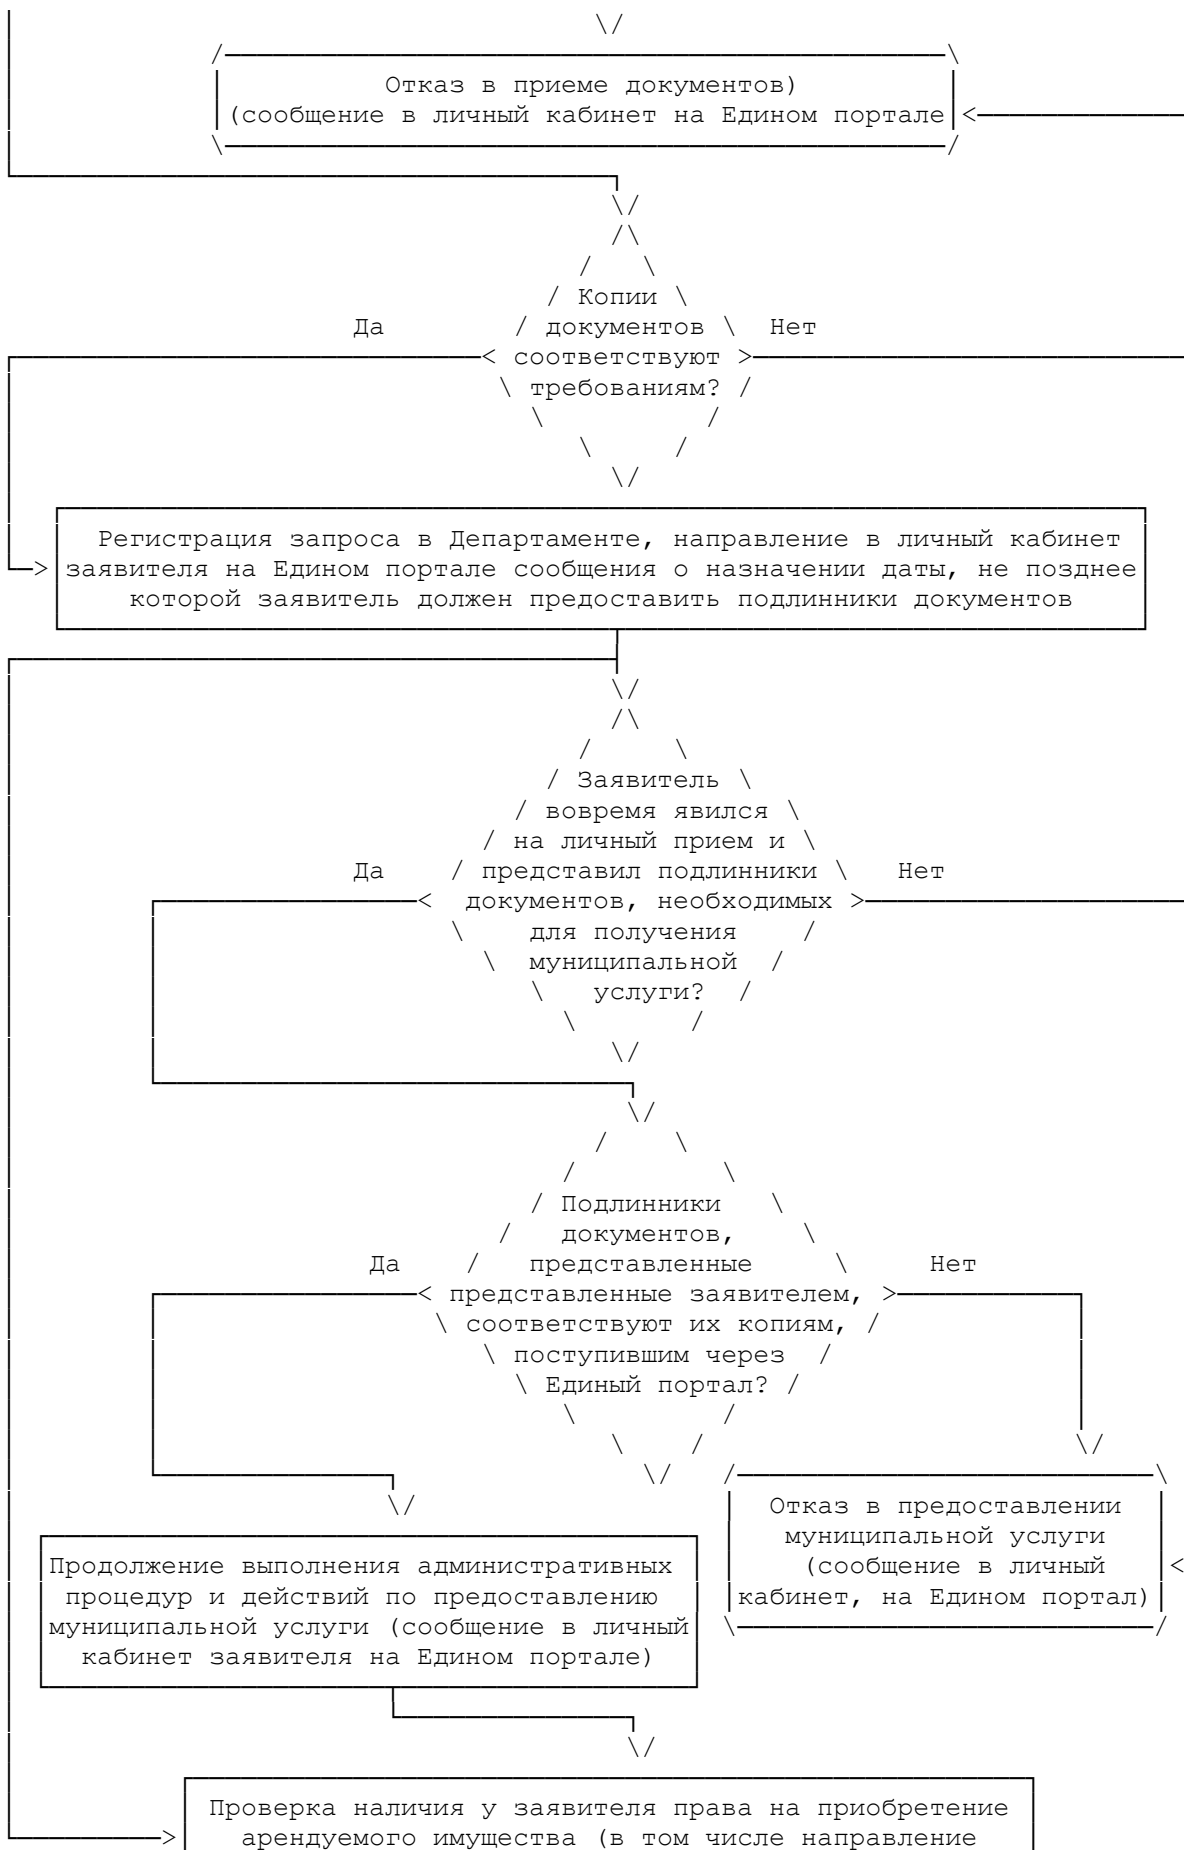 Отказ в приеме документов)
(сообщение в личный кабинет на Едином портале
Копии
Да документов Нет
соответствуют
требованиям?
Регистрация запроса в Департаменте, направление в личный кабинет
заявителя на Едином портале сообщения о назначении даты, не позднее
которой заявитель должен предоставить подлинники документов
Заявитель
вовремя явился
на личный прием и
Да представил подлинники Нет
документов, необходимых
для получения
муниципальной
услуги?
Подлинники
документов,
Да представленные Нет
представленные заявителем,
соответствуют их копиям,
поступившим через
Единый портал?
Отказ в предоставлении
муниципальной услуги
(сообщение в личный
кабинет, на Едином портал)
Продолжение выполнения административных
процедур и действий по предоставлению
муниципальной услуги (сообщение в личный
кабинет заявителя на Едином портале)
Проверка наличия у заявителя права на приобретение
арендуемого имущества (в том числе направление